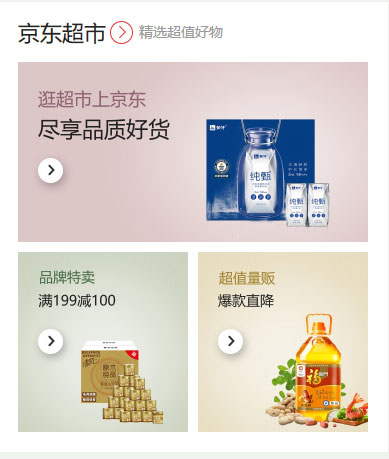 京东超市
精选超值好物
逛超市上京东
尽享品质好货
蒙牛
纯甄
纯甄
纯甄
品牌特卖
满199减100
超值量贩
爆款直降
福